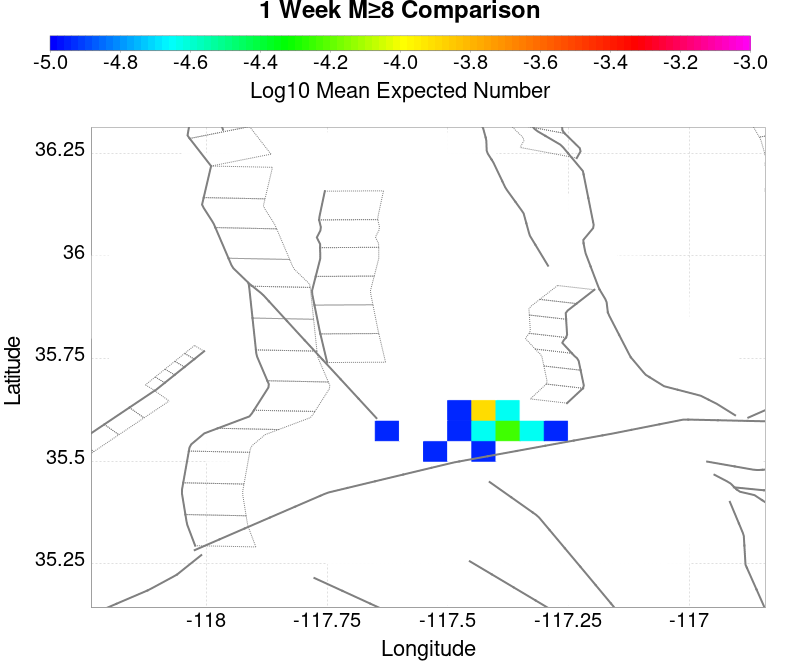 1 Week M≥8 Comparison
-5.0 -4.8 -4.6 -4.4 -4.2 -4.0 -3.8 -3.6 -3.4 -3.2 -3.0
Log10 Mean Expected Number
36.25
36
35.75
35.5
35.25
Latitude
-118 -117.75 -117.5 -117.25 -117
Longitude